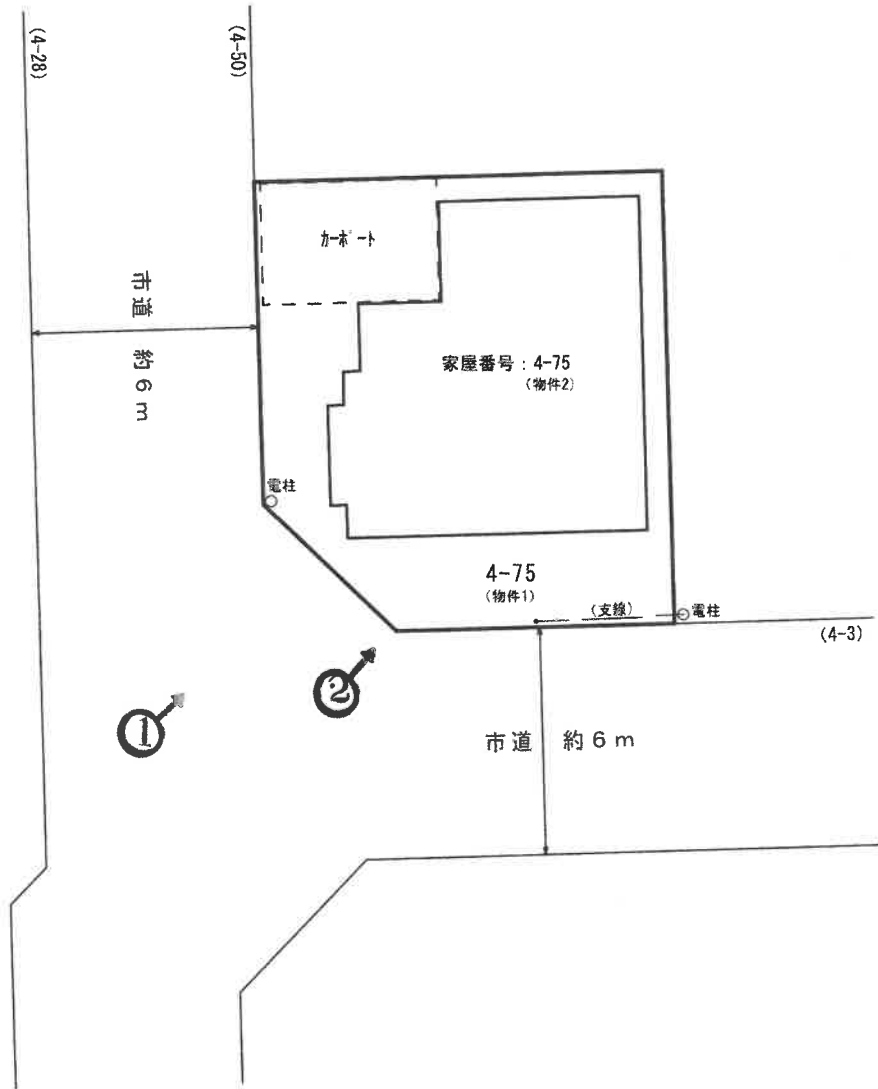 (4-28)
(4-50)
カーポート
市道 約6m
家屋番号:4-75
(物件2)
電柱
4-75
(物件1)
(支線)
電柱
(4-3)
②
①
市道 約6m